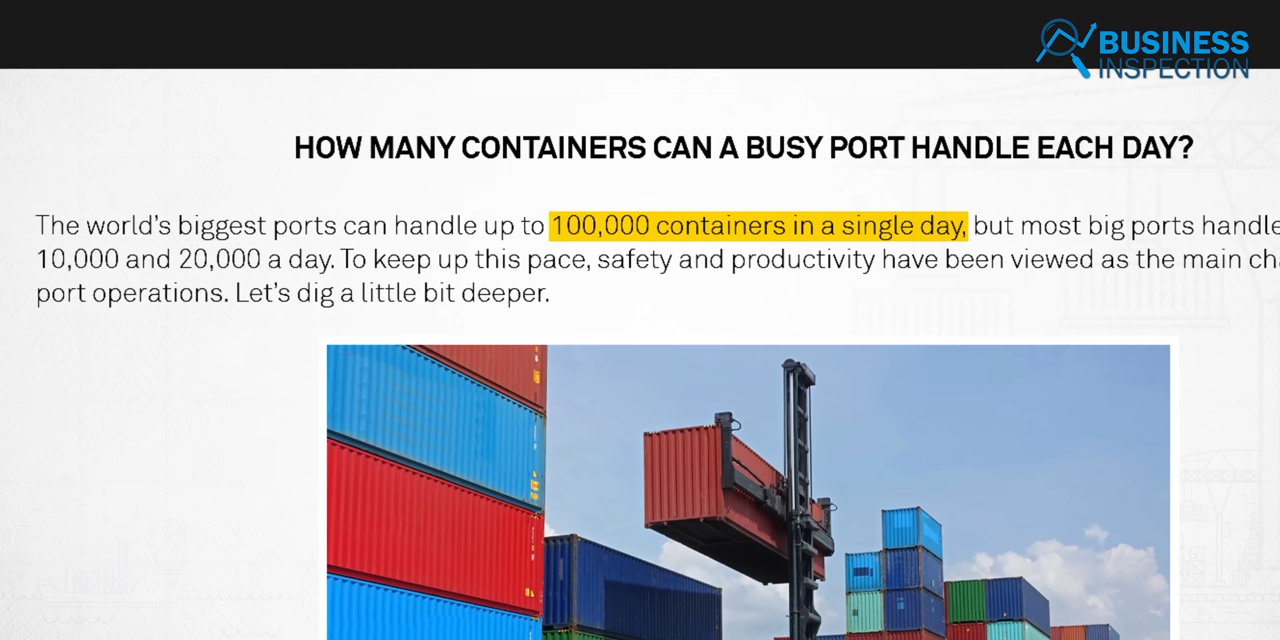 BUSINESS
INSPECTION
HOW MANY CONTAINERS CAN A BUSY PORT HANDLE EACH DAY?
The world's biggest ports can handle up to 100,000 containers in a single day, but most big ports handle
10,000 and 20,000 a day. To keep up this pace, safety and productivity have been viewed as the main
port operations. Let's dig a little bit deeper.